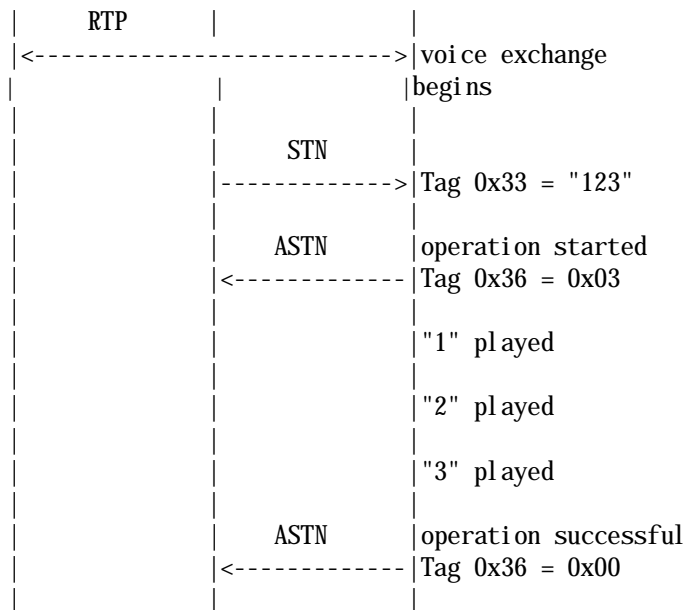 |        RTP        |                 |
|<--------------------------->|voice exchange
|                   |                 |begins
|                   |                 |
|                   |      STN        |
|                   |------------->|Tag 0x33 = "123"
|                   |                 |
|                   |      ASTN       |operation started
|                   |<-------------|Tag 0x36 = 0x03
|                   |                 |
|                   |                 |"1" played
|                   |                 |
|                   |                 |"2" played
|                   |                 |
|                   |                 |"3" played
|                   |                 |
|                   |      ASTN       |operation successful
|                   |<-------------|Tag 0x36 = 0x00
|                   |                 |